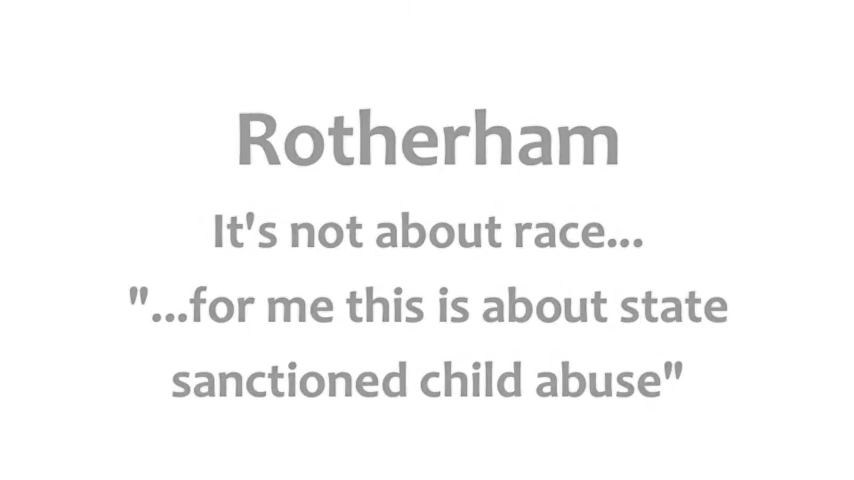 Rotherham
It's not about race...
"...for me this is about state
sanctioned child abuse"